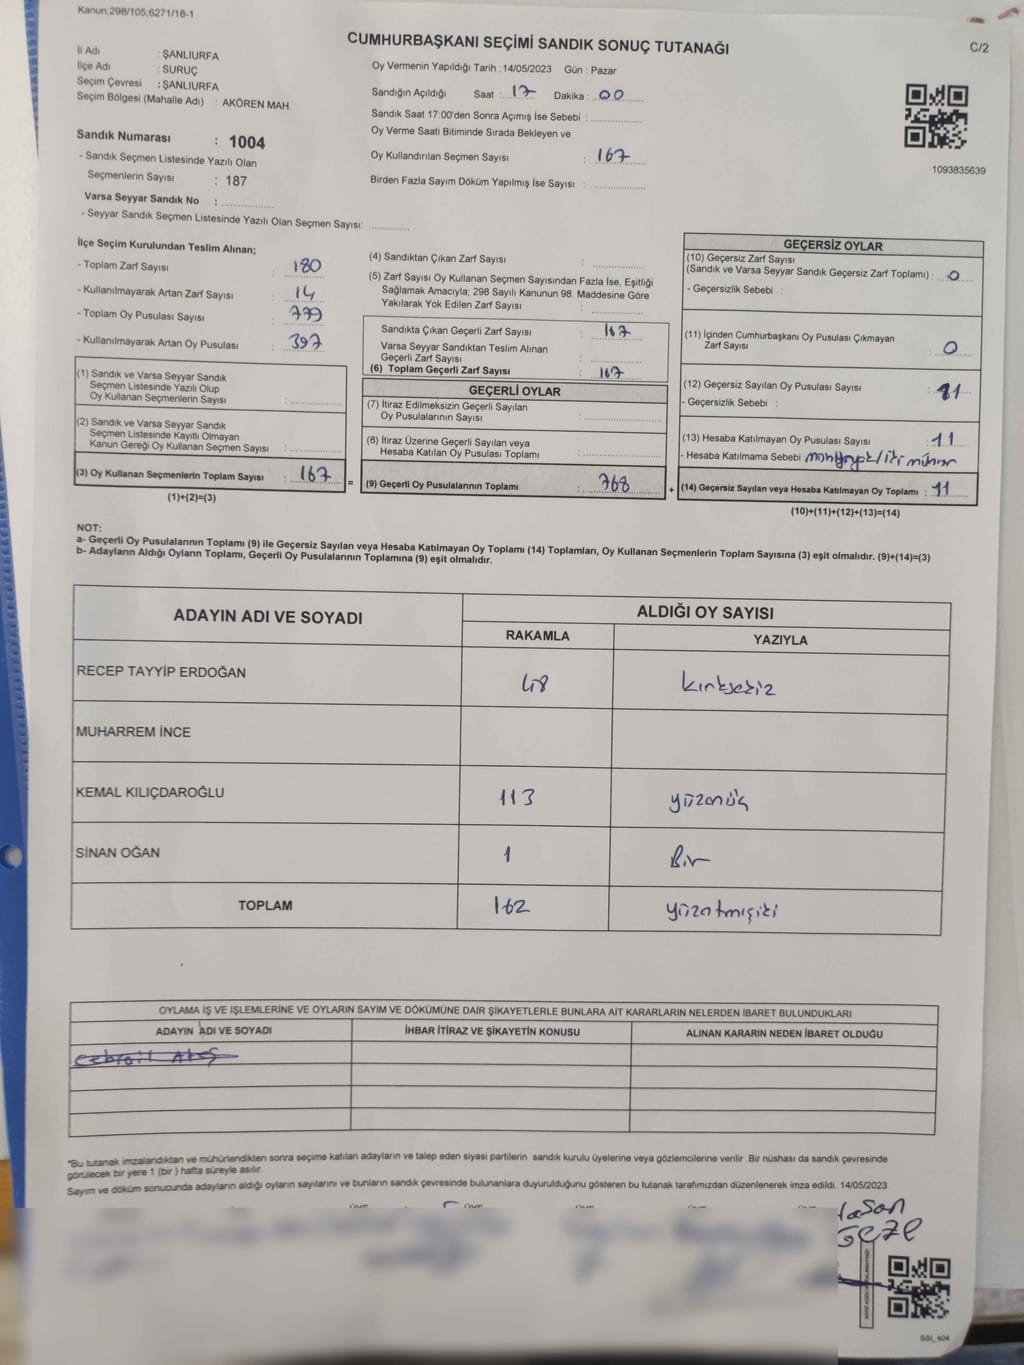 Kanun,298/105;6271/18-1
CUMHURBAŞKANI SEÇİMİ SANDIK SONUÇ TUTANAĞI
C/2
İl Adı : ŞANLIURFA
İlçe Adı : SURUÇ
Seçim Çevresi : ŞANLIURFA
Seçim Bölgesi (Mahalle Adı) : AKÖREN MAH.
Sandık Numarası : 1004
- Sandık Seçmen Listesinde Yazılı Olan
Seçmenlerin Sayısı : 187
Varsa Seyyar Sandık No :
- Seyyar Sandık Seçmen Listesinde Yazılı Olan Seçmen Sayısı:
Oy Vermenin Yapıldığı Tarih : 14/05/2023 Gün : Pazar
Sandığın Açıldığı Saat : 17 Dakika : 00
Sandık Saat 17:00'den Sonra Açımış İse Sebebi :
Oy Verme Saati Bitiminde Sırada Bekleyen ve
Oy Kullandırılan Seçmen Sayısı : 167
Birden Fazla Sayım Döküm Yapılmış İse Sayısı :
1093835639
İlçe Seçim Kurulundan Teslim Alınan;
- Toplam Zarf Sayısı : 180
- Kullanılmayarak Artan Zarf Sayısı : 14
- Toplam Oy Pusulası Sayısı :
- Kullanılmayarak Artan Oy Pusulası : 397
(1) Sandık ve Varsa Seyyar Sandık
Seçmen Listesinde Yazılı Olup
Oy Kullanan Seçmenlerin Sayısı :
(2) Sandık ve Varsa Seyyar Sandık
Seçmen Listesinde Kayıtlı Olmayan
Kanun Gereği Oy Kullanan Seçmen Sayısı :
(3) Oy Kullanan Seçmenlerin Toplam Sayısı : 167
(1)+(2)=(3)
(4) Sandıktan Çıkan Zarf Sayısı :
(5) Zarf Sayısı Oy Kullanan Seçmen Sayısından Fazla İse, Eşitliği
Sağlamak Amacıyla; 298 Sayılı Kanunun 98. Maddesine Göre
Yakılarak Yok Edilen Zarf Sayısı :
Sandıkta Çıkan Geçerli Zarf Sayısı : 167
Varsa Seyyar Sandıktan Teslim Alınan
Geçerli Zarf Sayısı :
(6) Toplam Geçerli Zarf Sayısı : 167
GEÇERLİ OYLAR
(7) İtiraz Edilmeksizin Geçerli Sayılan
Oy Pusulalarının Sayısı :
(8) İtiraz Üzerine Geçerli Sayılan veya
Hesaba Katılan Oy Pusulası Toplamı :
= (9) Geçerli Oy Pusulalarının Toplamı :
GEÇERSİZ OYLAR
(10) Geçersiz Zarf Sayısı
(Sandık ve Varsa Seyyar Sandık Geçersiz Zarf Toplamı) : 0
- Geçersizlik Sebebi :
(11) İçinden Cumhurbaşkanı Oy Pusulası Çıkmayan
Zarf Sayısı : 0
(12) Geçersiz Sayılan Oy Pusulası Sayısı :
- Geçersizlik Sebebi :
(13) Hesaba Katılmayan Oy Pusulası Sayısı : 11
- Hesaba Katılmama Sebebi
+ (14) Geçersiz Sayılan veya Hesaba Katılmayan Oy Toplamı : 11
(10)+(11)+(12)+(13)=(14)
NOT:
a- Geçerli Oy Pusulalarının Toplamı (9) ile Geçersiz Sayılan veya Hesaba Katılmayan Oy Toplamı (14) Toplamları, Oy Kullanan Seçmenlerin Toplam Sayısına (3) eşit olmalıdır. (9)+(14)=(3)
b- Adayların Aldığı Oyların Toplamı, Geçerli Oy Pusulalarının Toplamına (9) eşit olmalıdır.
ADAYIN ADI VE SOYADI
ALDIĞI OY SAYISI
RAKAMLA YAZIYLA
RECEP TAYYİP ERDOĞAN 48 kırksekiz
MUHARREM İNCE
KEMAL KILIÇDAROĞLU 113 yüzonüç
SİNAN OĞAN 1 Bir
TOPLAM 162 yüzatmışiki
OYLAMA İŞ VE İŞLEMLERİNE VE OYLARIN SAYIM VE DÖKÜMÜNE DAİR ŞİKAYETLERLE BUNLARA AİT KARARLARIN NELERDEN İBARET BULUNDUKLARI
ADAYIN ADI VE SOYADI İHBAR İTİRAZ VE ŞİKAYETİN KONUSU ALINAN KARARIN NEDEN İBARET OLDUĞU
*Bu tutanak imzalandıktan ve mühürlendikten sonra seçime katılan adayların ve talep eden siyasi partilerin sandık kurulu üyelerine veya gözlemcilerine verilir .Bir nüshası da sandık çevresinde
görülecek bir yere 1 (bir ) hafta süreyle asılır.
Sayım ve döküm sonucunda adayların aldığı oyların sayılarını ve bunların sandık çevresinde bulunanlara duyurulduğunu gösteren bu tutanak tarafımızdan düzenlenerek imza edildi. 14/05/2023